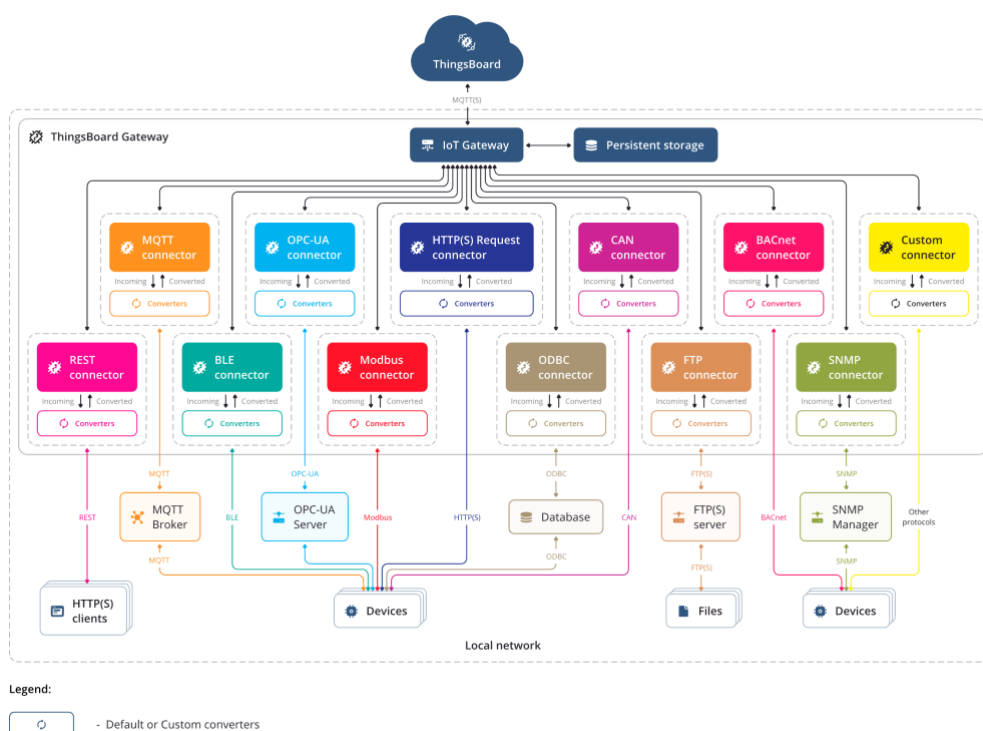 ThingsBoard
MQTT(S)
ThingsBoard Gateway
IoT Gateway
Persistent storage
MQTT
connector
OPC-UA
connector
HTTP(S) Request
connector
CAN
connector
BACnet
connector
Custom
connector
Incoming Converted
Incoming Converted
Incoming Converted
Incoming Converted
Incoming Converted
Incoming Converted
Converters
Converters
Converters
Converters
Converters
Converters
REST
connector
BLE
connector
Modbus
connector
ODBC
connector
FTP
connector
SNMP
connector
Incoming Converted
Incoming Converted
Incoming Converted
Incoming Converted
Incoming Converted
Incoming Converted
Converters
Converters
Converters
Converters
Converters
Converters
MQTT
OPC-UA
ODBC
FTP(S)
SNMP
REST
MQTT
Broker
BLE
OPC-UA
Server
Modbus
HTTP(S)
Database
CAN
FTP(S)
server
BACnet
SNMP
Manager
Other
protocols
MQTT
ODBC
FTP(S)
SNMP
HTTP(S)
clients
Devices
Files
Devices
Local network
Legend:
- Default or Custom converters